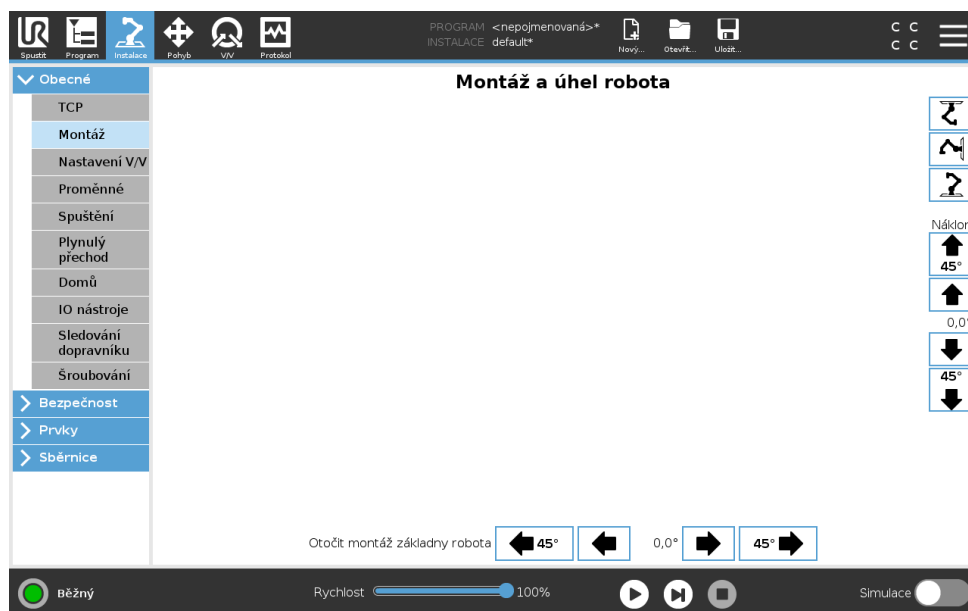 PROGRAM <nepojmenovaná>*
INSTALACE default*
Spustit
Program
Instalace
Pohyb
V/V
Protokol
Nový...
Otevřít...
Uložit...
C C
C C
Obecné
TCP
Montáž
Nastavení V/V
Proměnné
Spuštění
Plynulý
přechod
Domů
IO nástroje
Sledování
dopravníku
Šroubování
Bezpečnost
Prvky
Sběrnice
Montáž a úhel robota
Náklon
45°
0,0°
45°
Otočit montáž základny robota
45°
0,0°
45°
Běžný
Rychlost
100%
Simulace